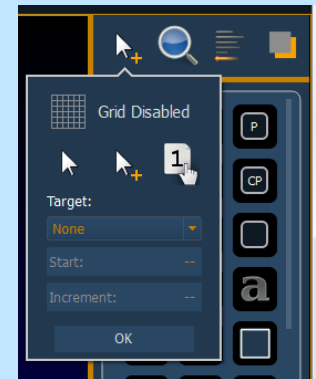 Grid Disabled
P
1
CP
Target:
None
a
Start: --
Increment: --
OK